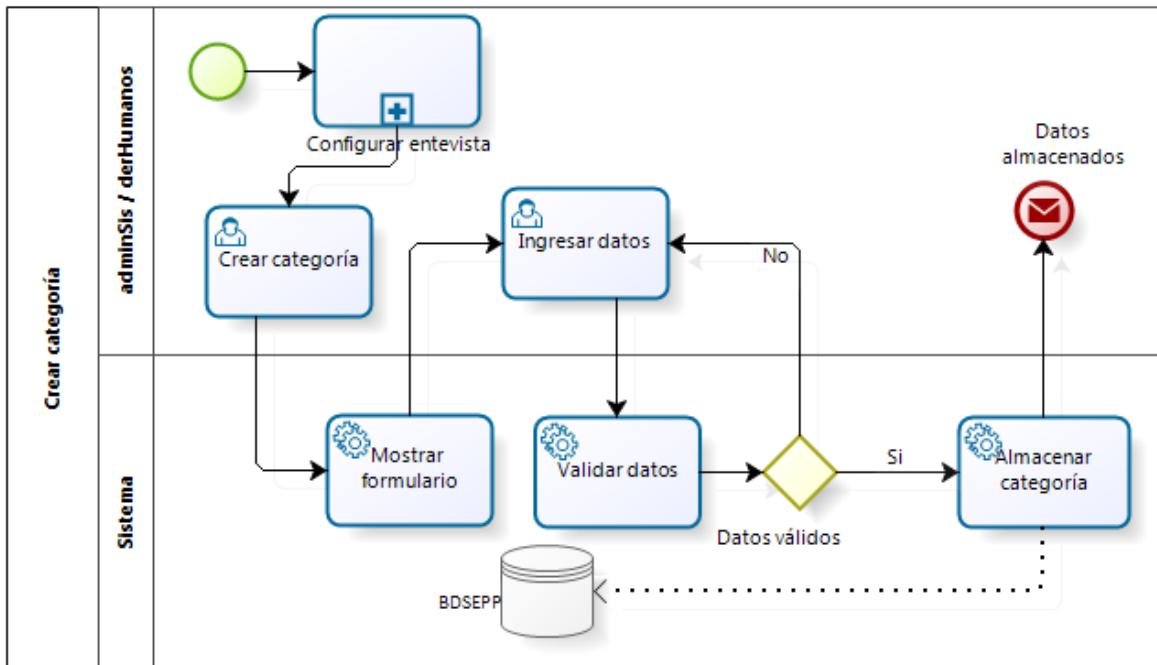 Crear categoría
adminSis / derHumanos
Configurar entevista
Crear categoría
Ingresar datos
No
Datos
almacenados
Sistema
Mostrar
formulario
Validar datos
Datos válidos
Si
Almacenar
categoría
BDSEPP